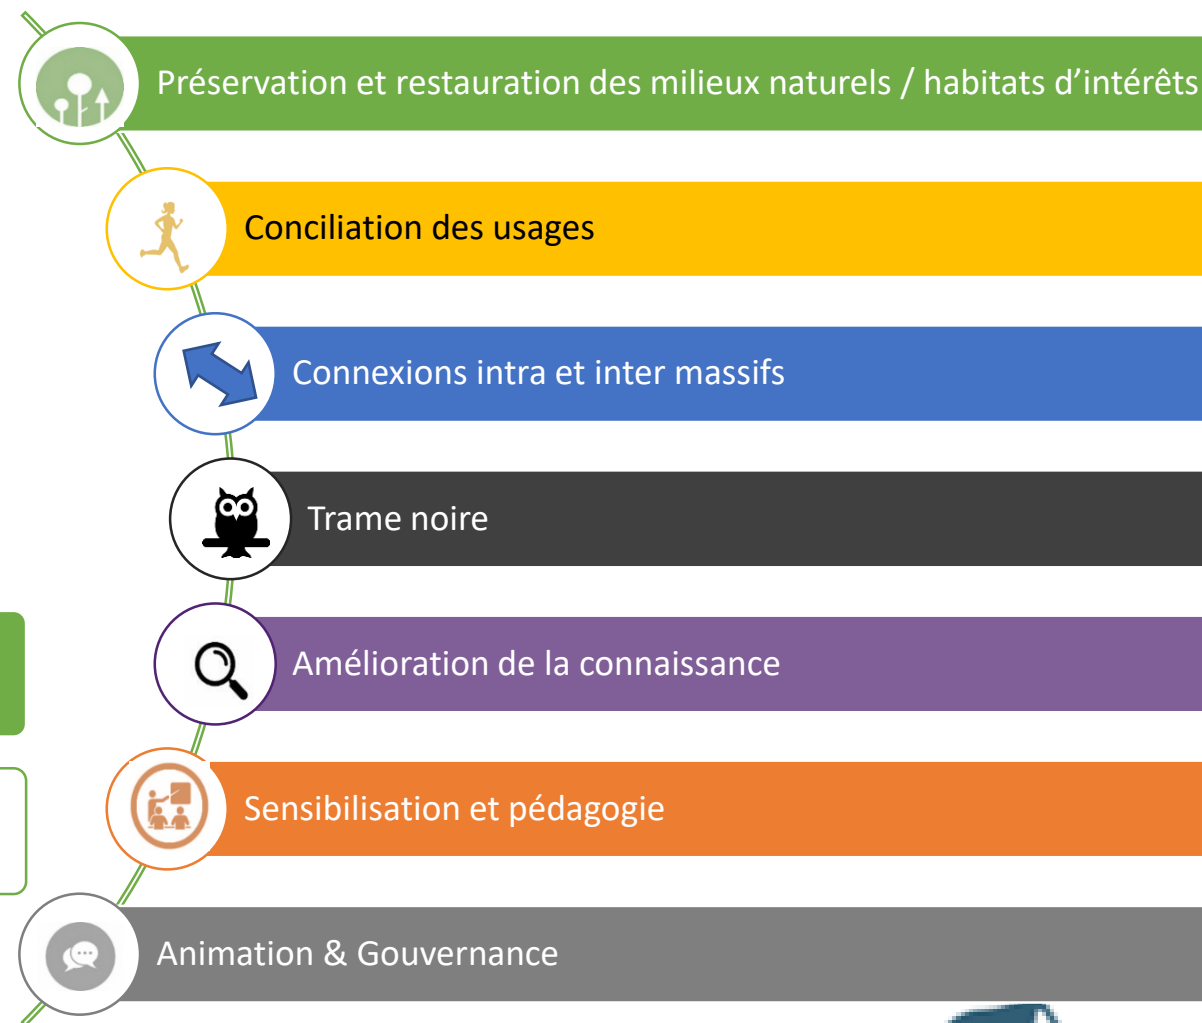 Préservation et restauration des milieux naturels / habitats d’intérêts
Conciliation des usages
Connexions intra et inter massifs
Trame noire
Amélioration de la connaissance
Sensibilisation et pédagogie
Animation & Gouvernance